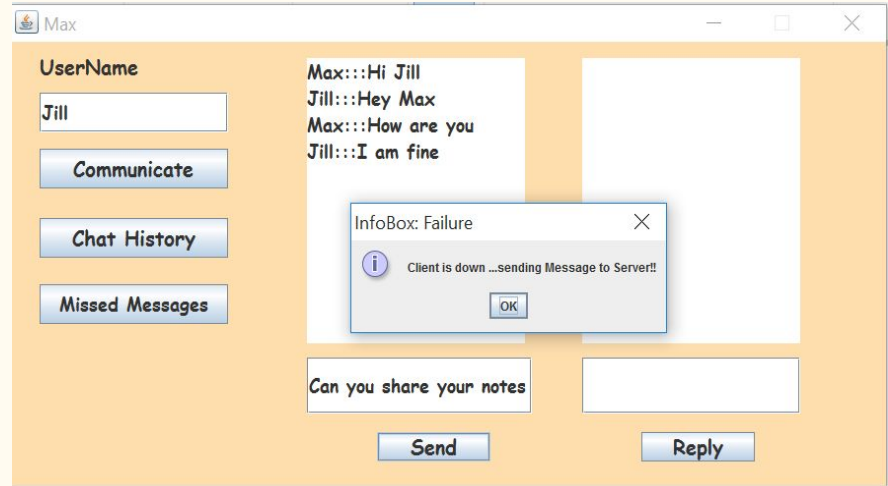 Max
UserName
Jill
Communicate
Chat History
Missed Messages
Max:::Hi Jill
Jill:::Hey Max
Max:::How are you
Jill:::I am fine
InfoBox: Failure
Client is down ...sending Message to Server!!
OK
Can you share your notes
Send
Reply